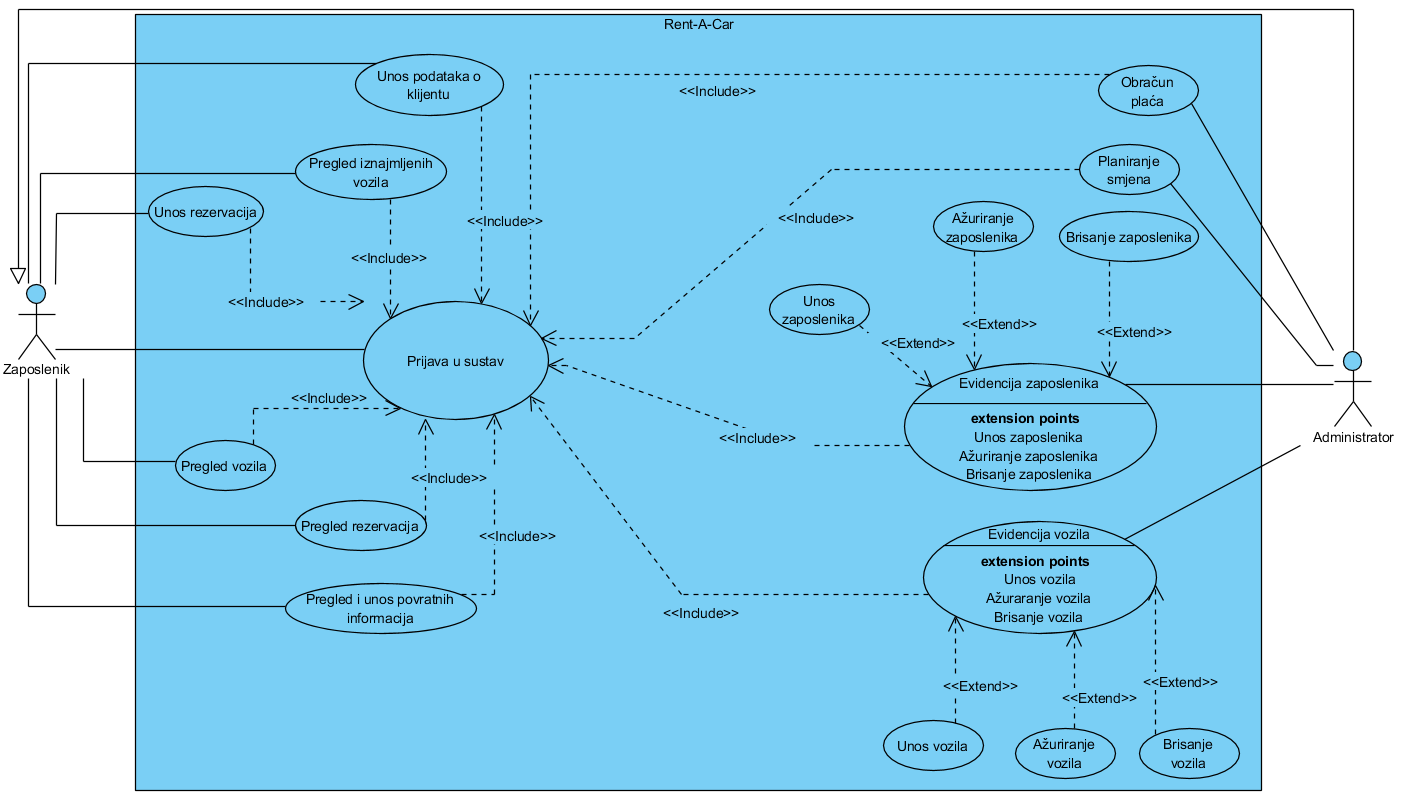 Rent-A-Car
Unos podataka o
klijentu
<<Include>>
Obračun
plaća
Pregled iznajmljenih
vozila
Planiranje
smjena
Unos rezervacija
<<Include>>
<<Include>>
Ažuriranje
zaposlenika
Brisanje zaposlenika
<<Include>>
<<Include>>
Unos
zaposlenika
<<Extend>>
<<Extend>>
<<Extend>>
Zaposlenik
Prijava u sustav
Evidencija zaposlenika
extension points
Unos zaposlenika
Ažuriranje zaposlenika
Brisanje zaposlenika
Administrator
<<Include>>
<<Include>>
Pregled vozila
<<Include>>
Pregled rezervacija
<<Include>>
Evidencija vozila
extension points
Unos vozila
Ažuraranje vozila
Brisanje vozila
Pregled i unos povratnih
informacija
<<Include>>
<<Extend>>
<<Extend>>
<<Extend>>
Unos vozila
Ažuriranje
vozila
Brisanje
vozila